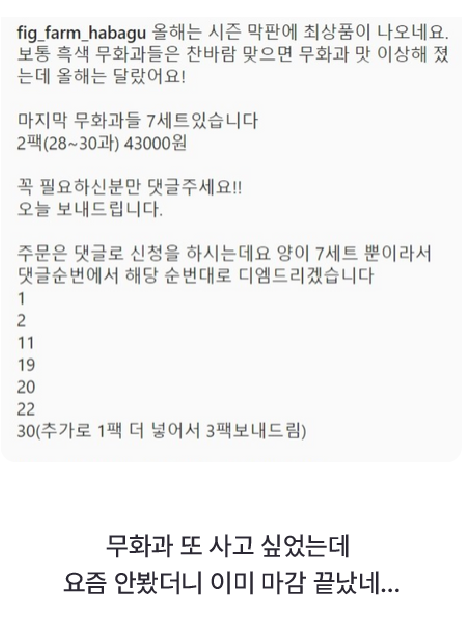 fig_farm_habagu 올해는 시즌 막판에 최상품이 나오네요.
보통 흑색 무화과들은 찬바람 맞으면 무화과 맛 이상해 졌
는데 올해는 달랐어요!
마지막 무화과들 7세트있습니다
2팩(28~30과) 43000원
꼭 필요하신분만 댓글주세요!!
오늘 보내드립니다.
주문은 댓글로 신청을 하시는데요 양이 7세트 뿐이라서
댓글순번에서 해당 순번대로 디엠드리겠습니다
1
2
11
19
20
22
30(추가로 1팩 더 넣어서 3팩보내드림)
무화과 또 사고 싶었는데
요즘 안봤더니 이미 마감 끝났네...